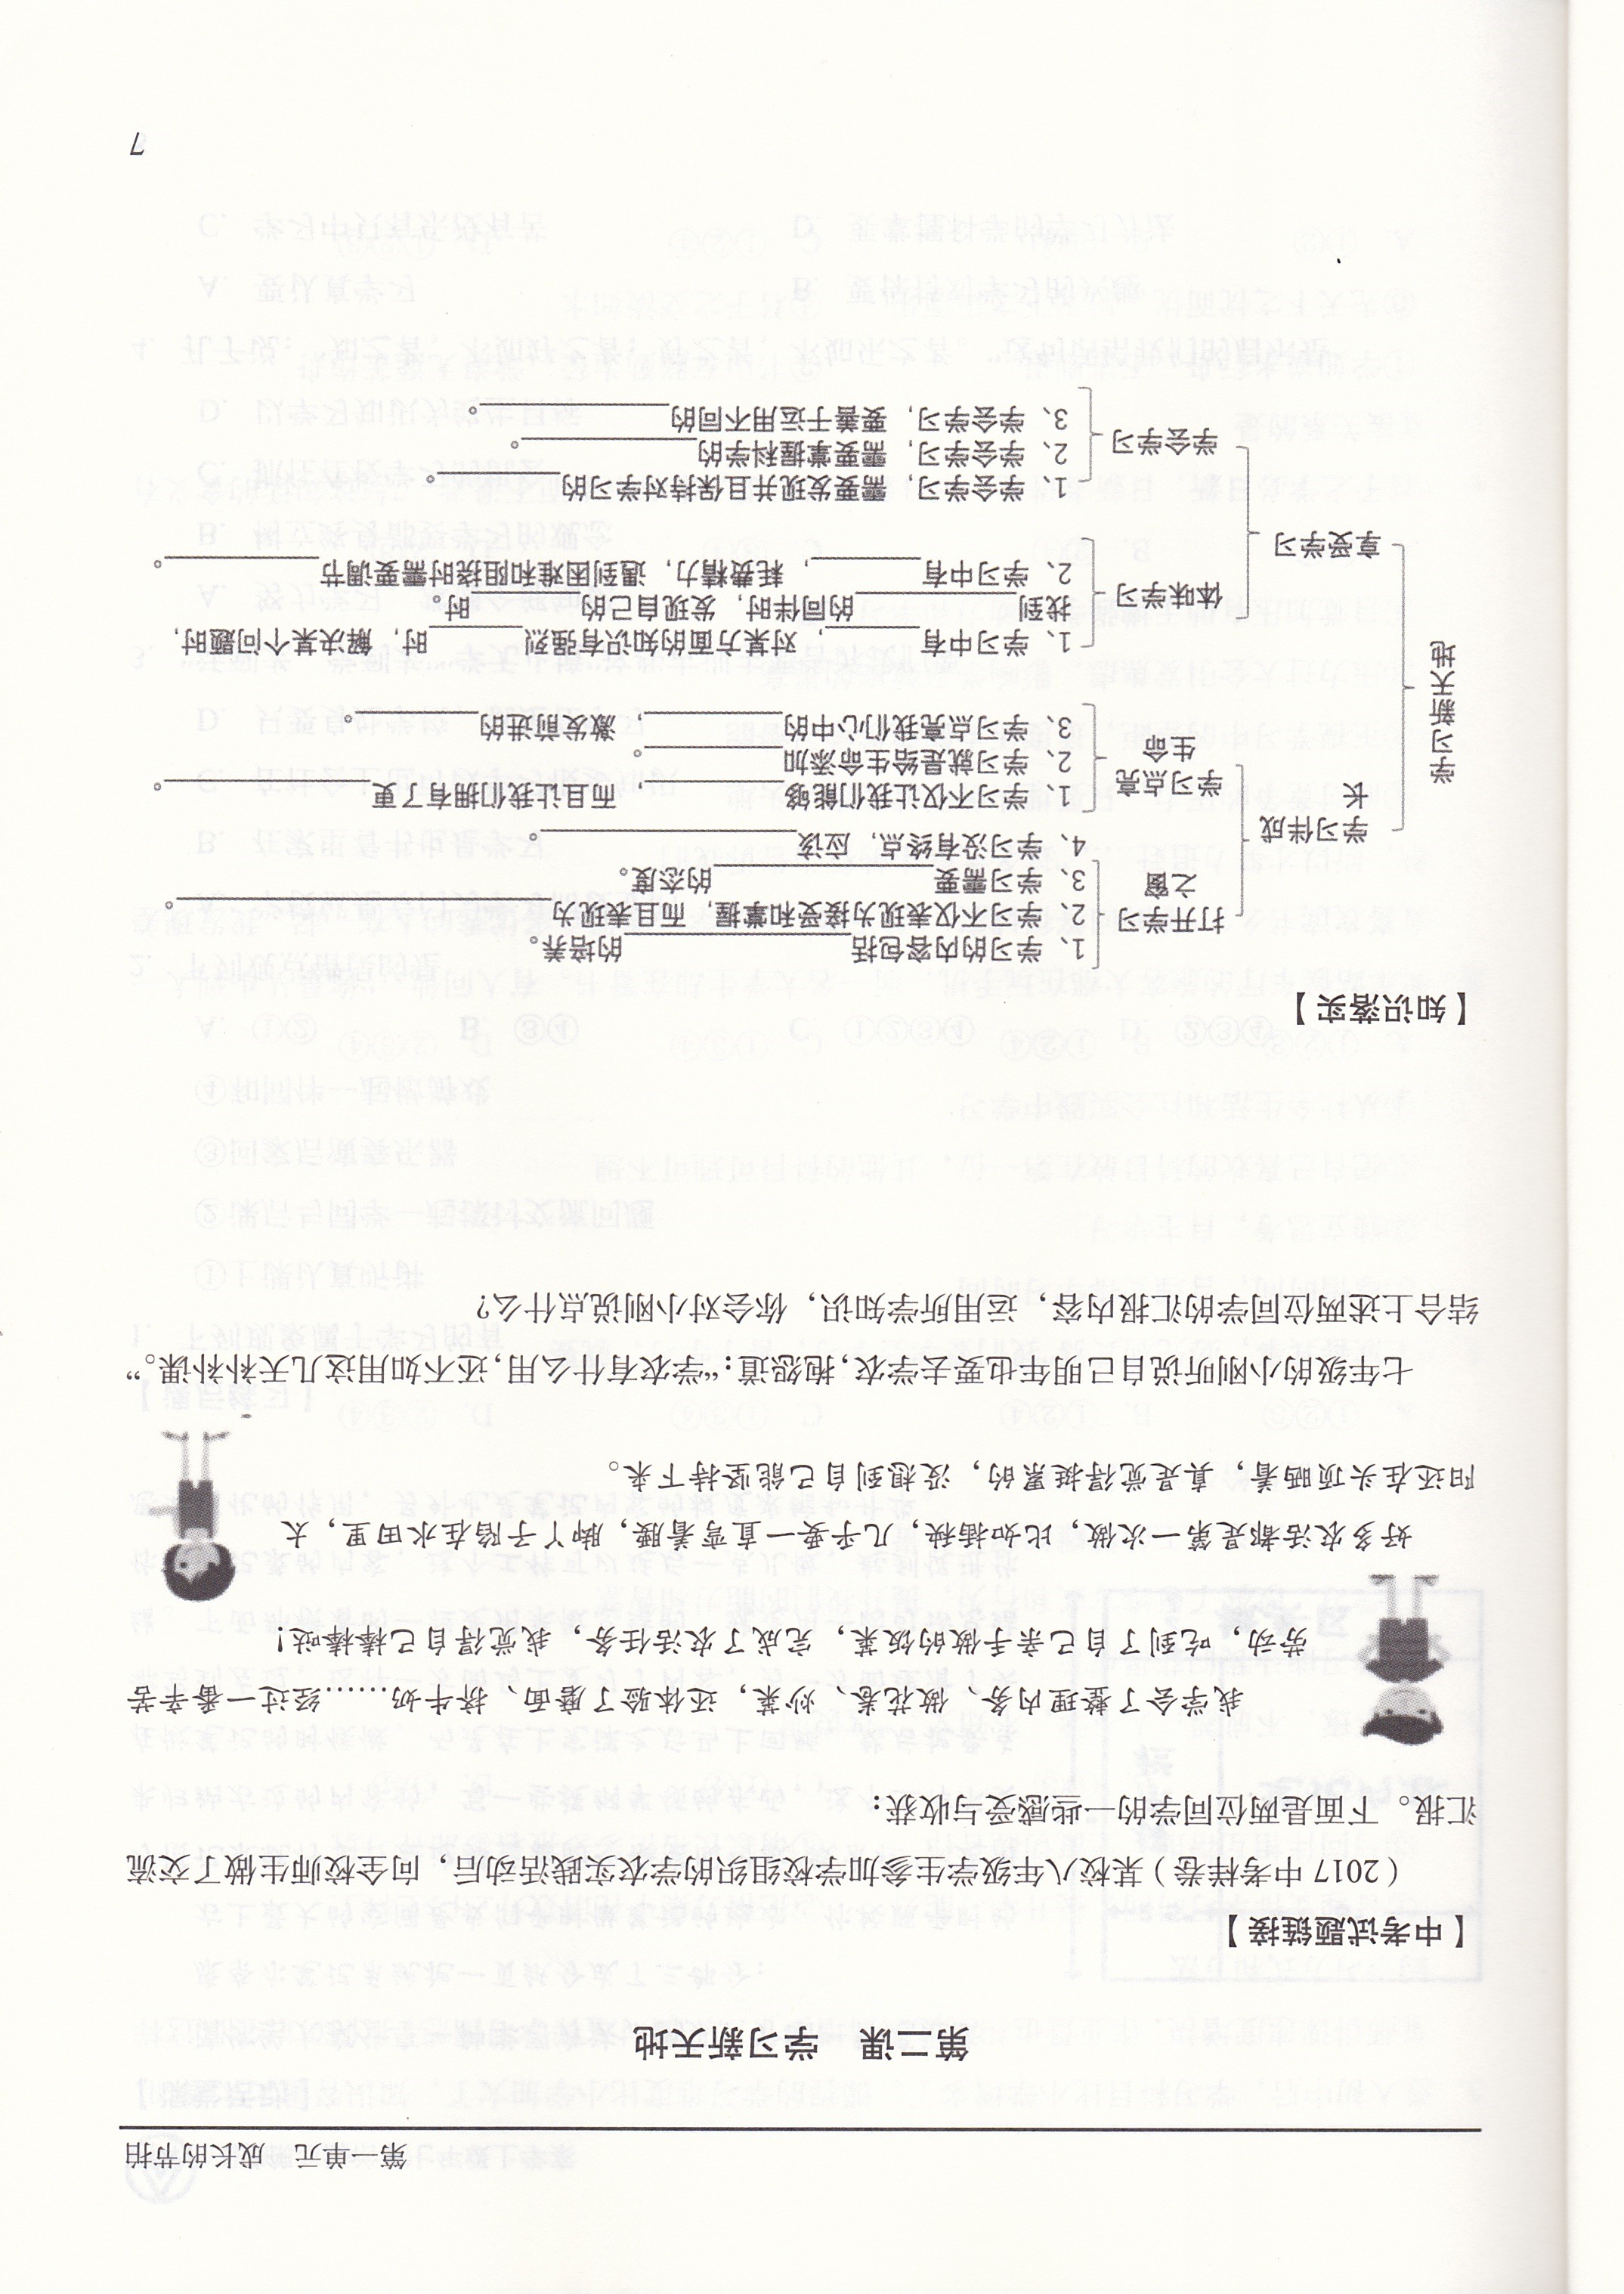 第一单元　成长的节拍
第二课　学习新天地
【中考试题链接】
（2017 中考样卷）某校八年级学生参加学校组织的学农实践活动后，向全校师生做了交流
汇报。下面是两位同学的一些感受与收获：
我学会了整理内务、做花卷、炒菜，还体验了磨面、挤牛奶……经过一番辛苦
劳动，吃到了自己亲手做的饭菜，完成了农活任务，我觉得自己棒棒哒！
好多农活都是第一次做，比如插秧，几乎要一直弯着腰，脚丫子陷在水田里，太
阳还在头顶晒着，真是觉得挺累的，没想到自己能坚持下来。
七年级的小刚听说自己明年也要去学农，抱怨道：“学农有什么用，还不如用这几天补补课。”
结合上述两位同学的汇报内容，运用所学知识，你会对小刚说点什么？
【知识落实】
学习新天地
学习伴成
长
打开学习
之窗
1、学习的内容包括________的培养。
2、学习不仅表现为接受和掌握，而且表现为________。
3、学习需要________的态度。
4、学习没有终点，应该________。
学习点亮
生命
1、学习不仅让我们能够________，而且让我们拥有了更________。
2、学习就是给生命添加________。
3、学习点亮我们心中的________，激发前进的________。
享受学习
体味学习
1、学习中有________，对某方面的知识有强烈________时，解决某个问题时，
找到________的同伴时，发现自己的________时。
2、学习中有________，耗费精力，遇到困难和阻挠时需要调节________。
学会学习
1、学会学习，需要发现并且保持对学习的________。
2、学会学习，需要掌握科学的________。
3、学会学习，要善于运用不同的________。
7